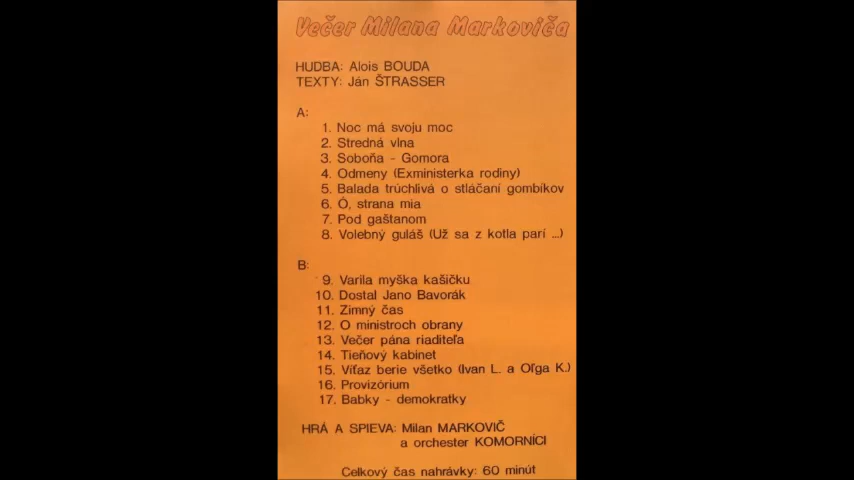 Večer Milana Markoviča
HUDBA: Alois BOUDA
TEXTY: Ján ŠTRASSER
A:
1. Noc má svoju moc
2. Stredná vlna
3. Soboňa - Gomora
4. Odmeny (Exministerka rodiny)
5. Balada trúchlivá o stláčaní gombíkov
6. Ó, strana mia
7. Pod gaštanom
8. Volebný guláš (Už sa z kotla parí ...)
B:
9. Varila myška kašičku
10. Dostal Jano Bavorák
11. Zimný čas
12. O ministroch obrany
13. Večer pána riaditeľa
14. Tieňový kabinet
15. Víťaz berie všetko (Ivan L. a Oľga K.)
16. Provizórium
17. Babky - demokratky
HRÁ A SPIEVA: Milan MARKOVIČ
a orchester KOMORNÍCI
Celkový čas nahrávky: 60 minút